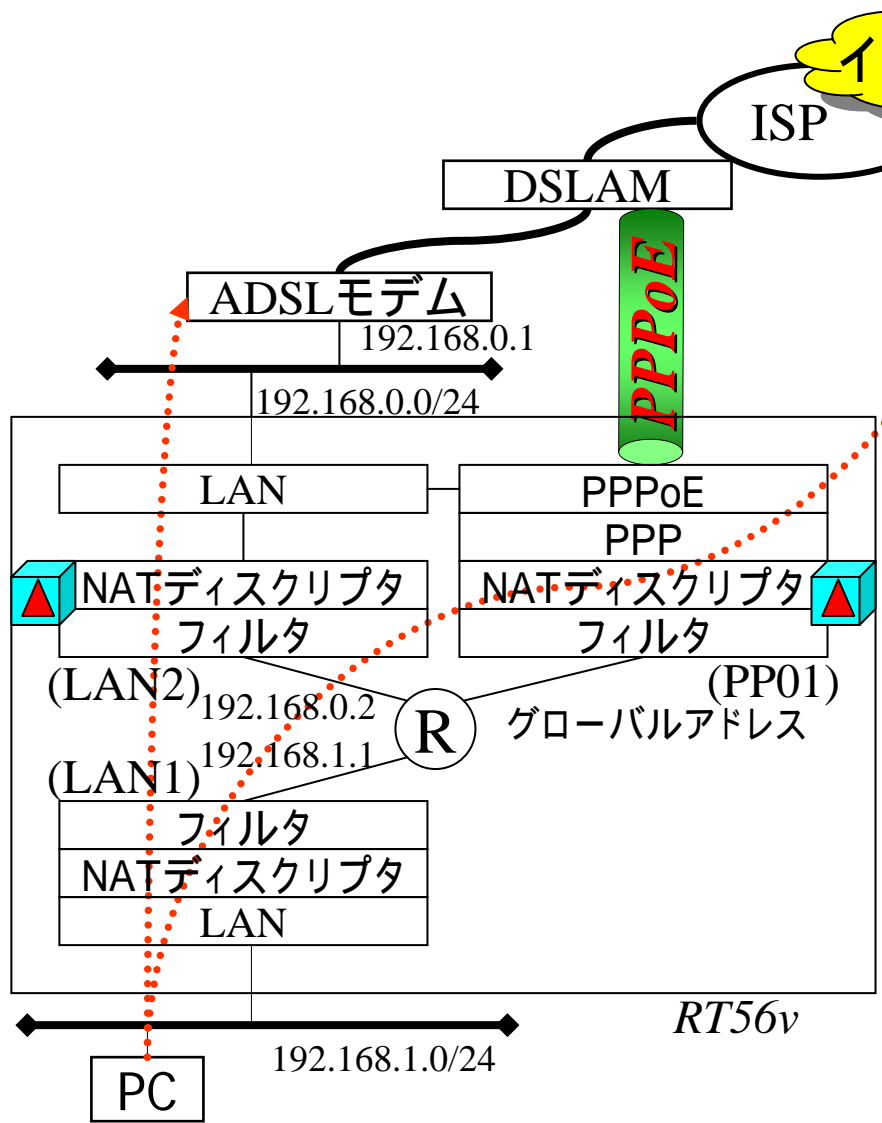 イ
ISP
DSLAM
PPPoE
ADSLモデム
192.168.0.1
192.168.0.0/24
LAN
PPPoE
PPP
NATディスクリプタ
NATディスクリプタ
フィルタ
フィルタ
(LAN2)
(PP01)
192.168.0.2
R
グローバルアドレス
192.168.1.1
(LAN1)
フィルタ
NATディスクリプタ
LAN
RT56v
192.168.1.0/24
PC